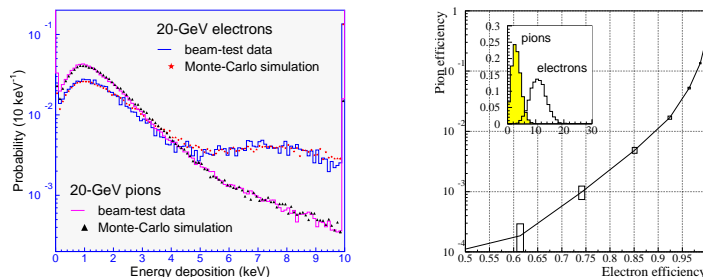 Probability (10 keV⁻¹)
10⁻¹
10⁻²
10⁻³
20-GeV electrons
beam-test data
Monte-Carlo simulation
20-GeV pions
beam-test data
Monte-Carlo simulation
0 1 2 3 4 5 6 7 8 9 10
Energy deposition (keV)
Pion efficiency
1
10⁻¹
10⁻²
10⁻³
10⁻⁴
0.3
0.25
0.2
0.15
0.1
0.05
0
pions
electrons
0 10 20 30
0.5 0.55 0.6 0.65 0.7 0.75 0.8 0.85 0.9 0.95
Electron efficiency